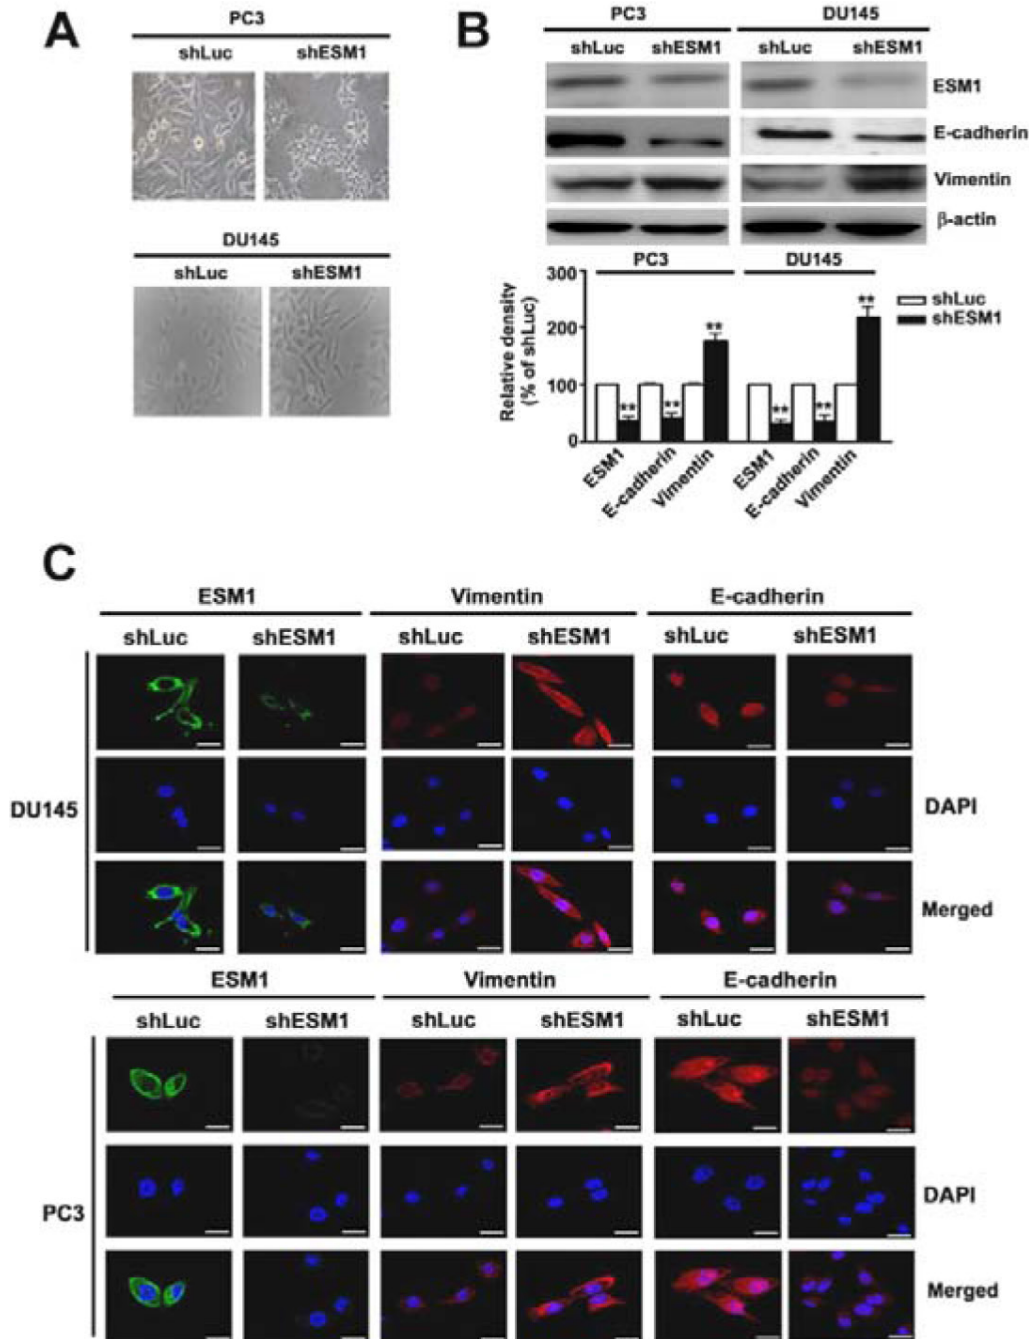 A
PC3
shLuc shESM1
DU145
shLuc shESM1
B
PC3 DU145
shLuc shESM1 shLuc shESM1
ESM1
E-cadherin
Vimentin
β-actin
PC3 DU145
Relative density
(% of shLuc)
300
200
100
0
** ** ** ** ** **
shLuc
shESM1
ESM1 E-cadherin Vimentin ESM1 E-cadherin Vimentin
C
ESM1 Vimentin E-cadherin
shLuc shESM1 shLuc shESM1 shLuc shESM1
DU145
DAPI
Merged
ESM1 Vimentin E-cadherin
shLuc shESM1 shLuc shESM1 shLuc shESM1
PC3
DAPI
Merged